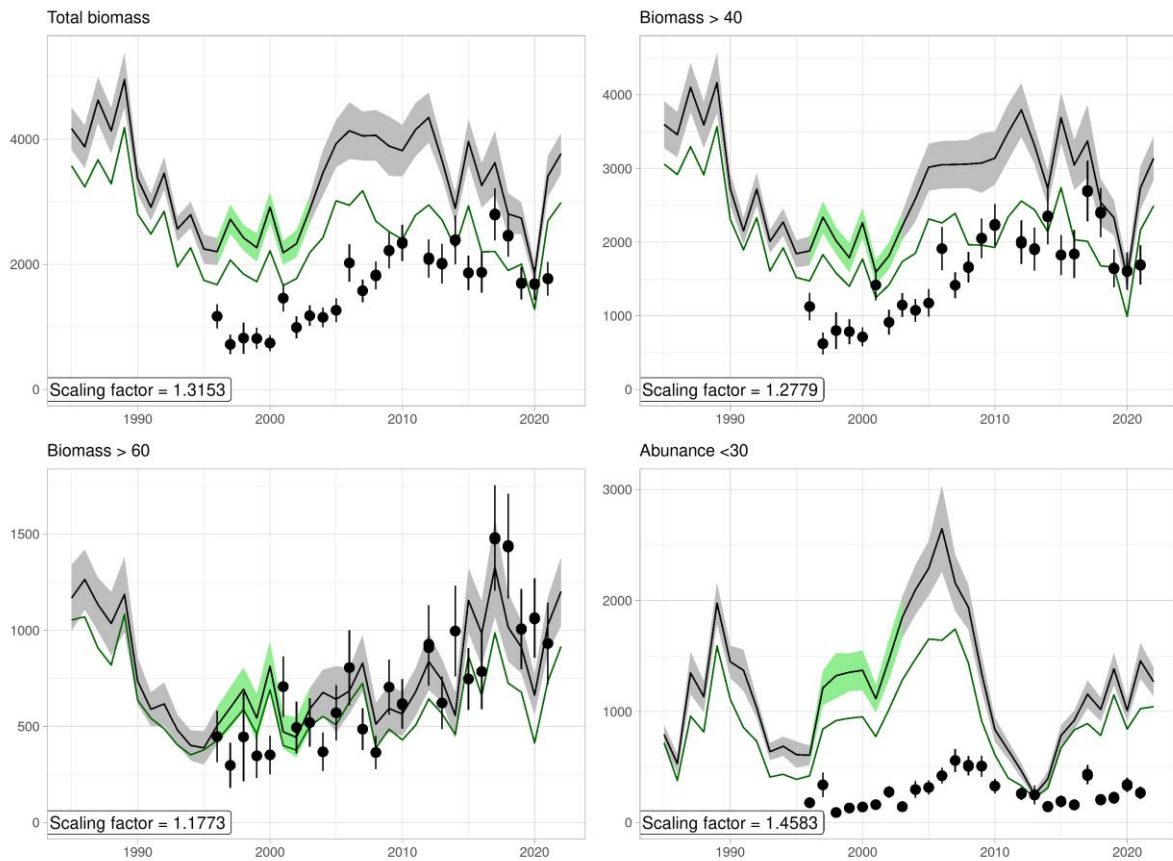 Total biomass
4000
2000
0
Scaling factor = 1.3153
1990 2000 2010 2020
Biomass > 40
4000
3000
2000
1000
0
Scaling factor = 1.2779
1990 2000 2010 2020
Biomass > 60
1500
1000
500
0
Scaling factor = 1.1773
1990 2000 2010 2020
Abunance <30
3000
2000
1000
0
Scaling factor = 1.4583
1990 2000 2010 2020